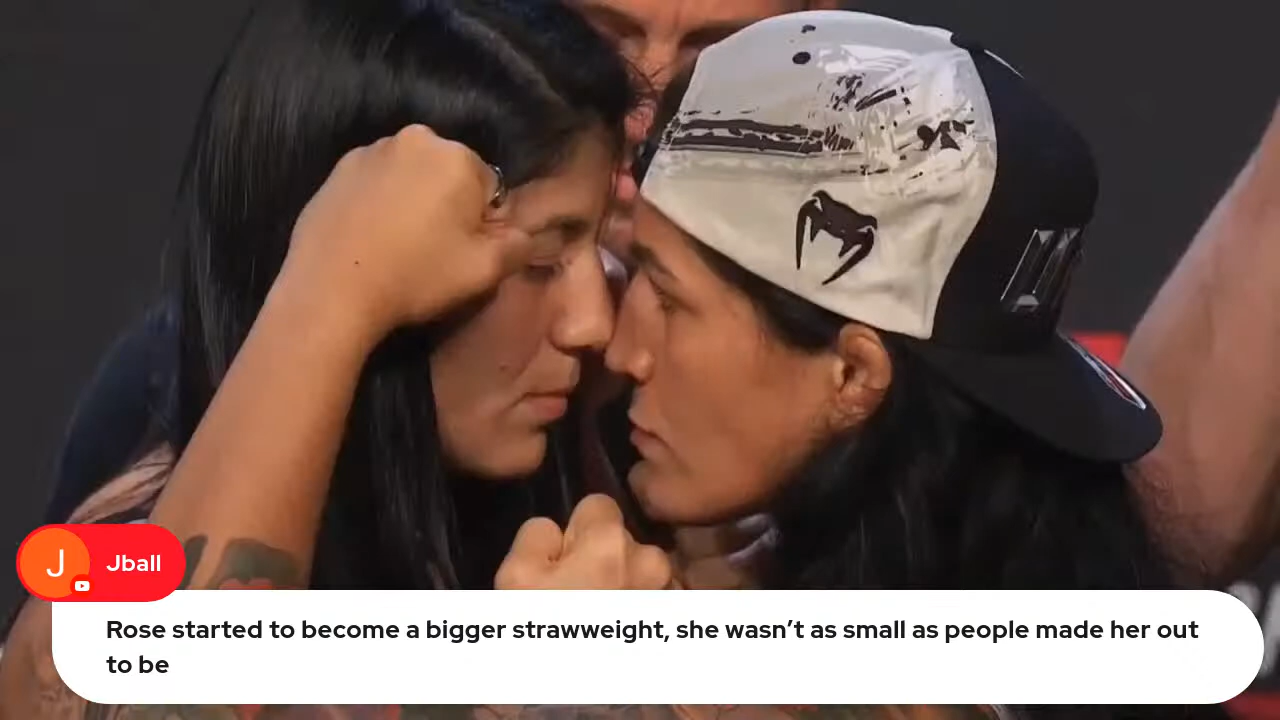 J
Jball
Rose started to become a bigger strawweight, she wasn’t as small as people made her out
to be